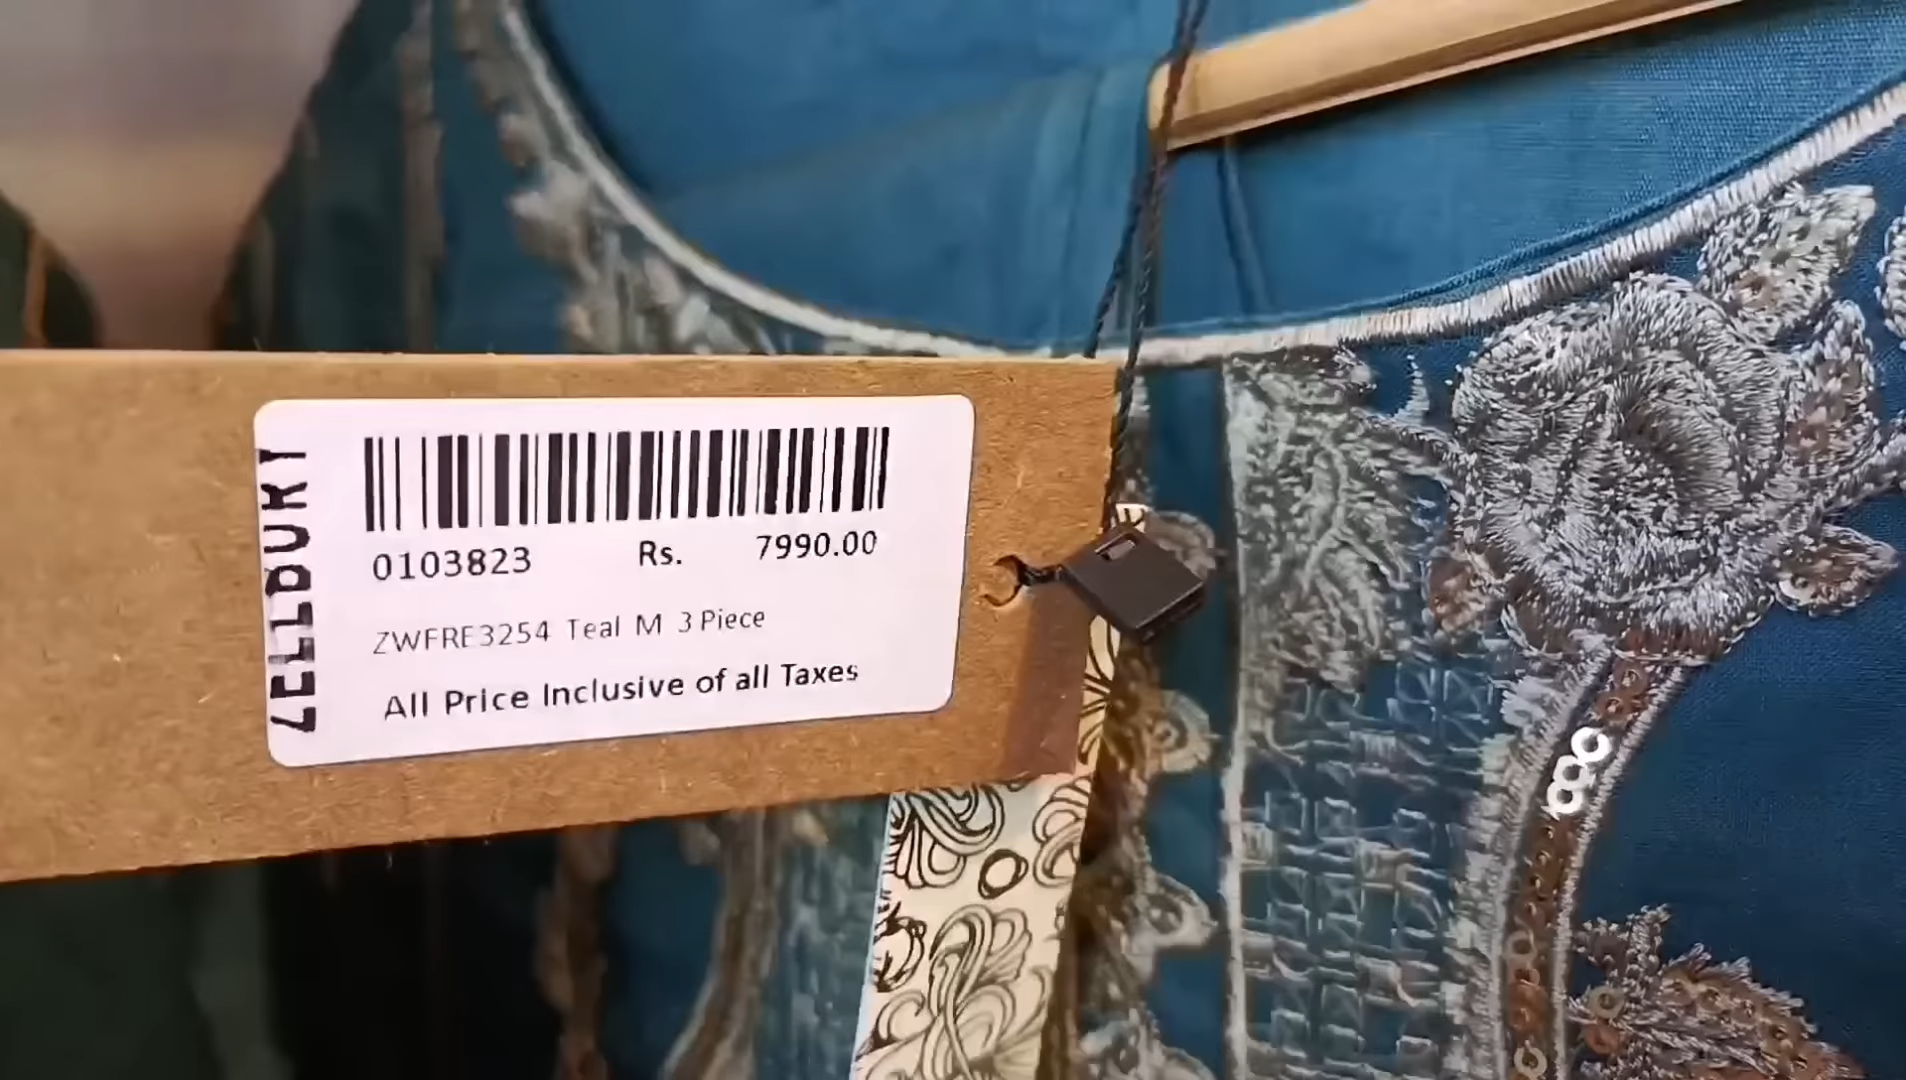 ZELLBURY
0103823 Rs. 7990.00
ZWFRE3254 Teal M 3 Piece
All Price Inclusive of all Taxes